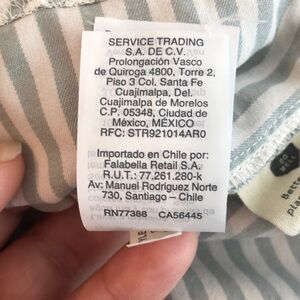 SERVICE TRADING
S.A. DE C.V.
Prolongación Vasco
de Quiroga 4800, Torre 2,
Piso 3 Col. Santa Fe
Cuajimalpa, Del.
Cuajimalpa de Morelos
C.P. 05348, Ciudad de
México, MÉXICO
RFC: STR921014AR0
Importado en Chile por:
Falabella Retail S.A.
R.U.T.: 77.261.280-k
Av: Manuel Rodriguez Norte
730, Santiago – Chile
RN77388 CA56445